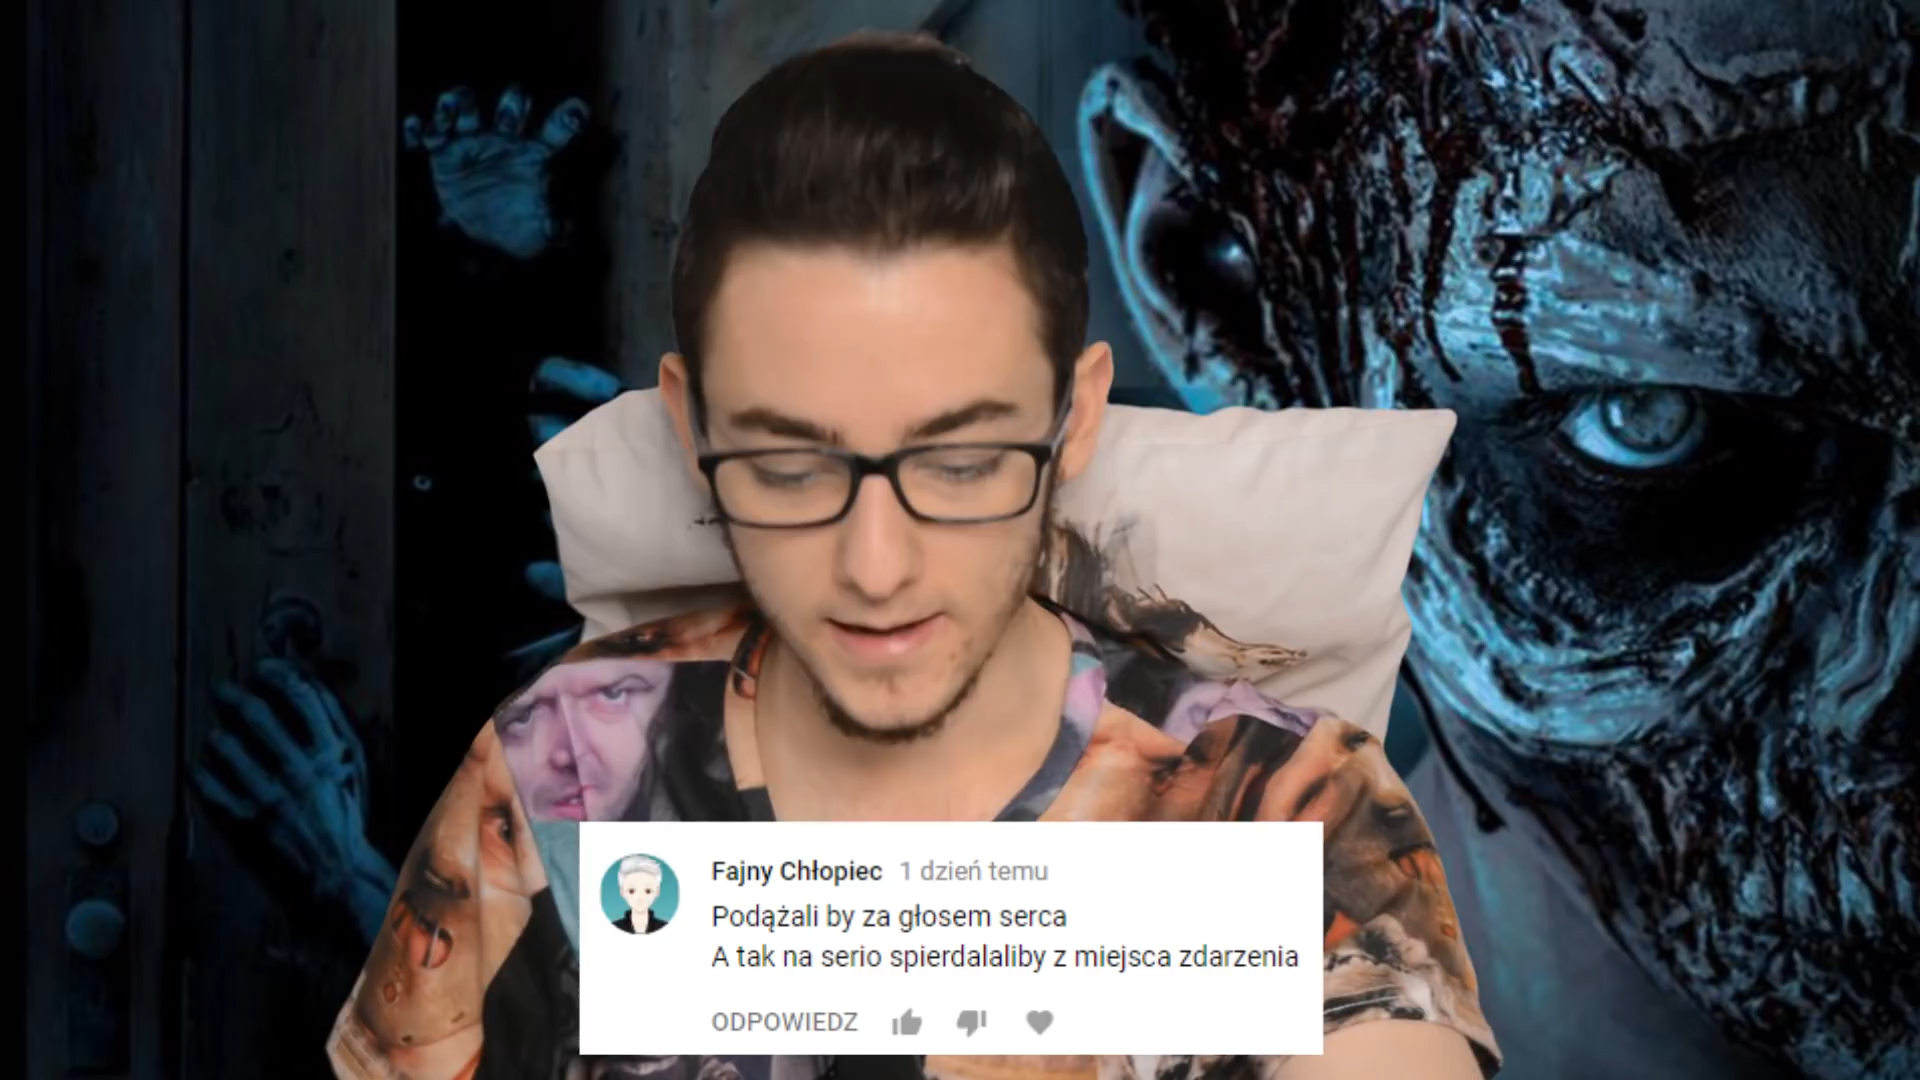 Fajny Chłopiec 1 dzień temu
Podążali by za głosem serca
A tak na serio spierdalaliby z miejsca zdarzenia
ODPOWIEDZ